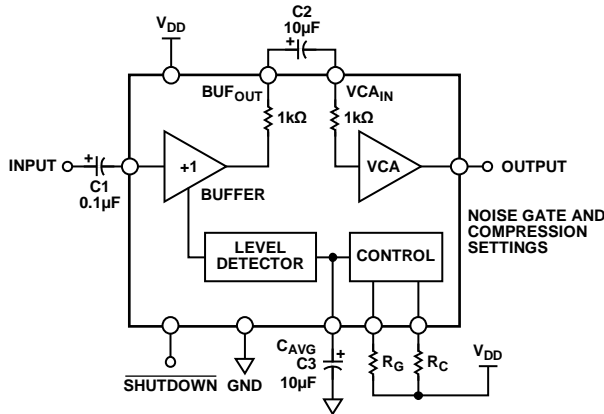 C2
10µF
+
VDD
BUFOUT
VCAIN
1kΩ
1kΩ
INPUT
+
C1
0.1µF
+1
BUFFER
VCA
OUTPUT
NOISE GATE AND
COMPRESSION
SETTINGS
LEVEL
DETECTOR
CONTROL
SHUTDOWN
GND
CAVG
C3
10µF
+
RG
RC
VDD